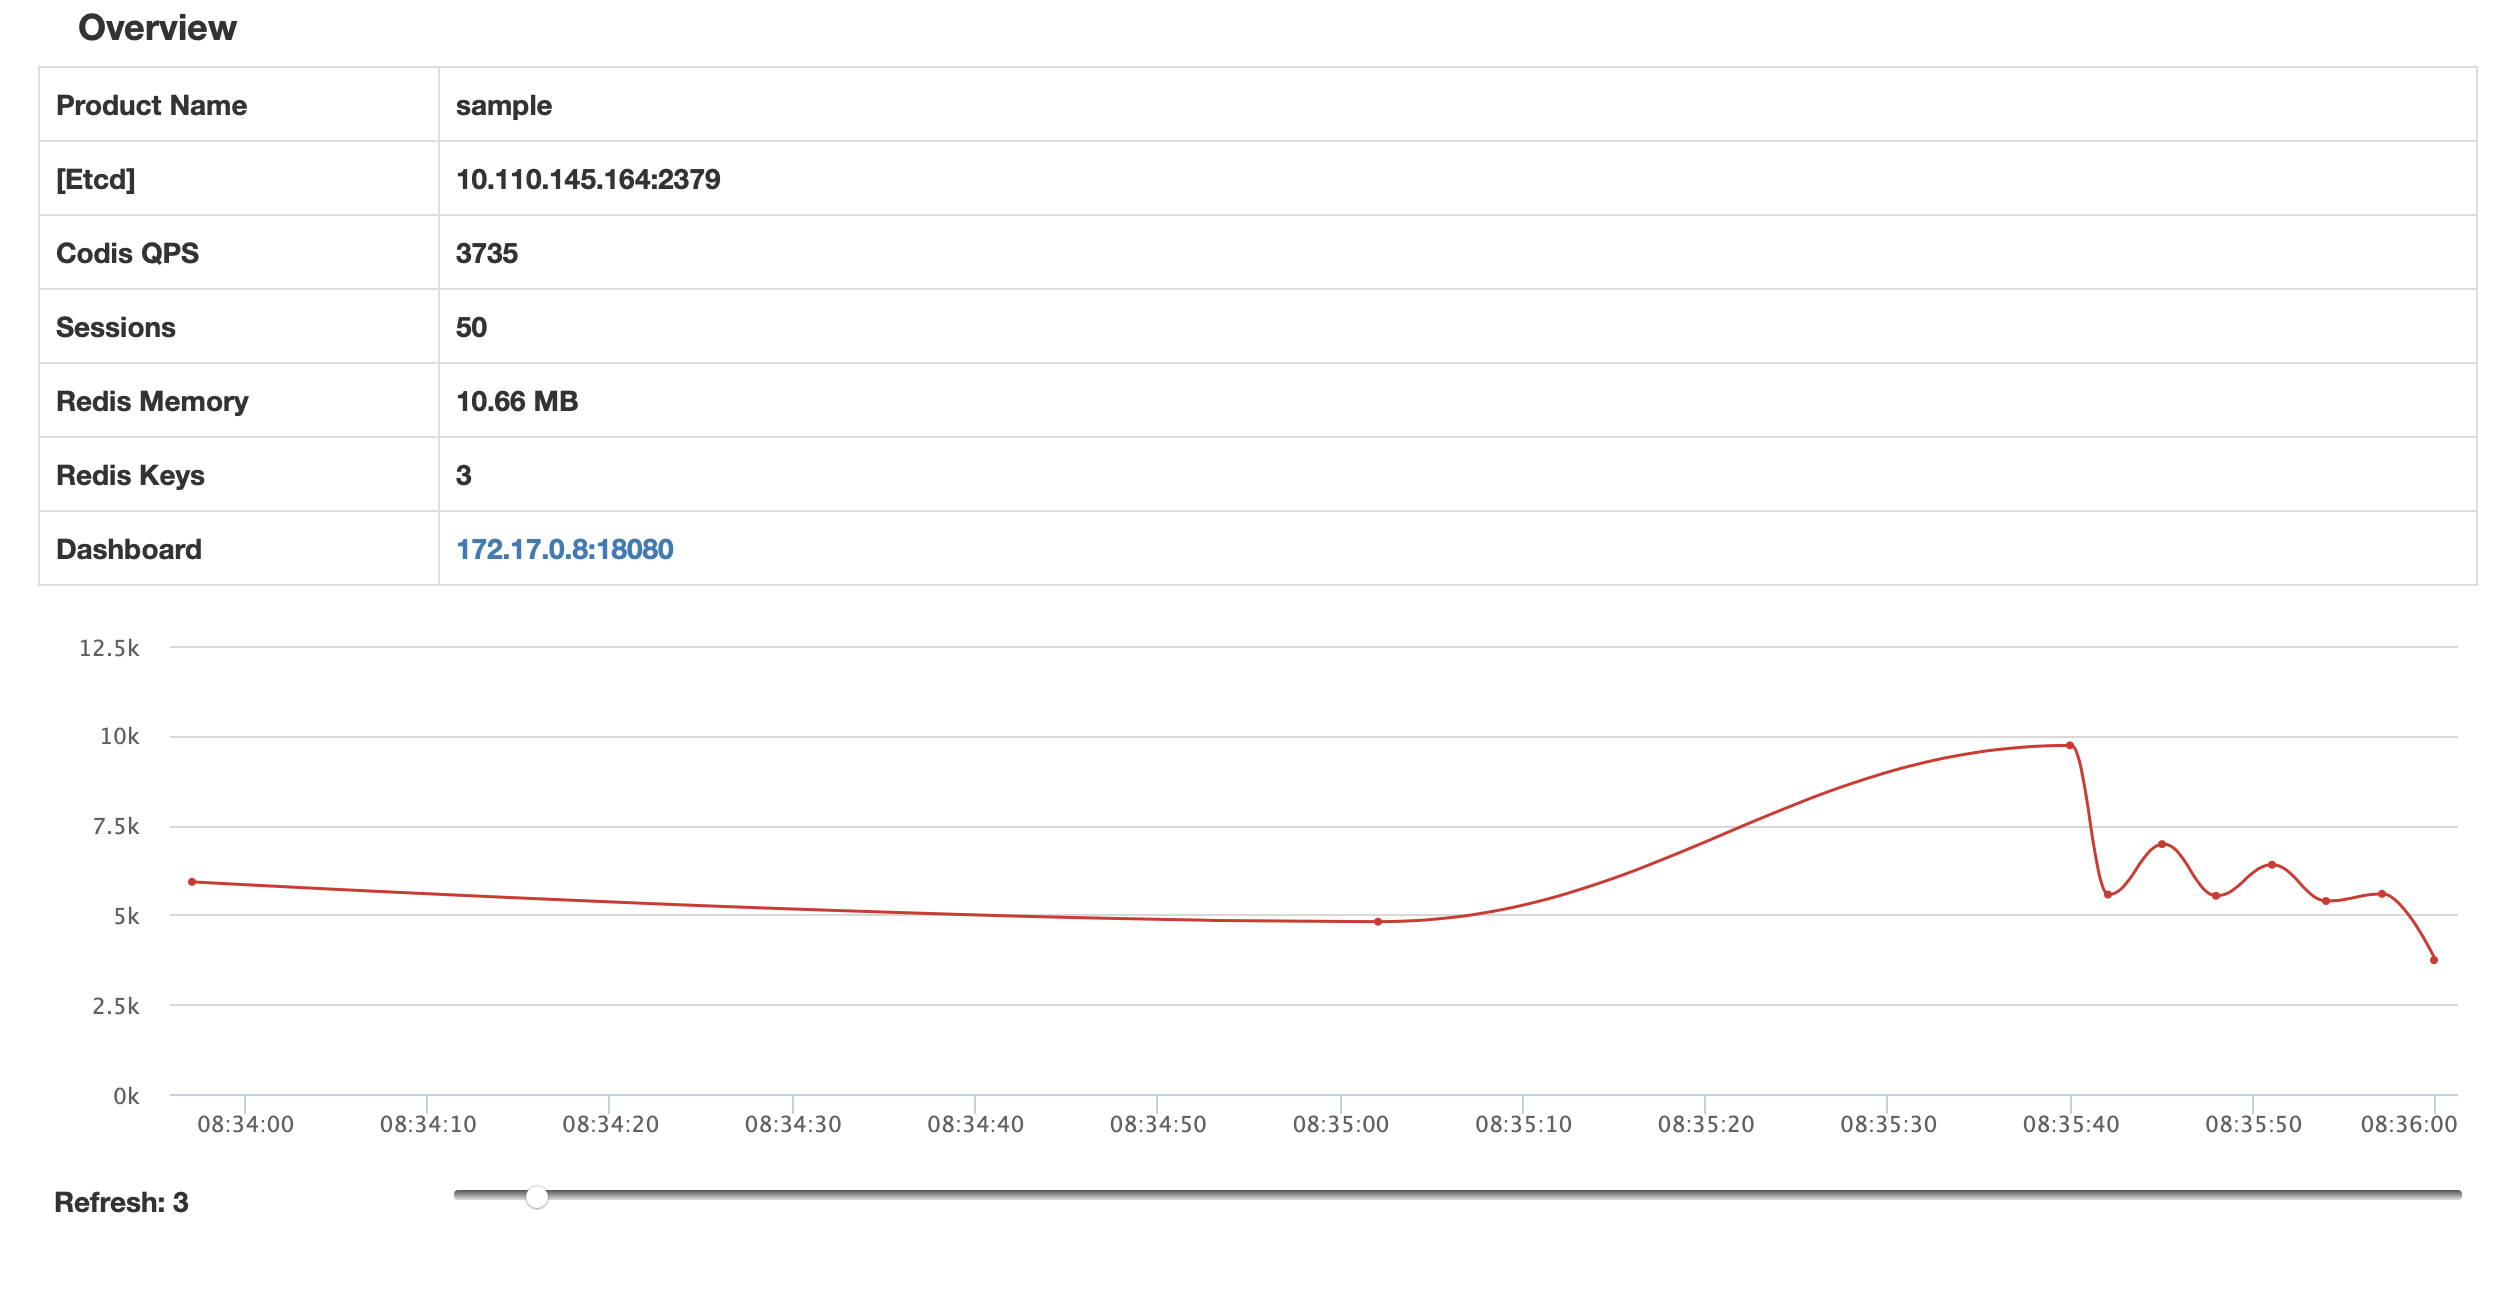 Overview
Product Name sample
[Etcd] 10.110.145.164:2379
Codis QPS 3735
Sessions 50
Redis Memory 10.66 MB
Redis Keys 3
Dashboard 172.17.0.8:18080
12.5k
10k
7.5k
5k
2.5k
0k
08:34:00 08:34:10 08:34:20 08:34:30 08:34:40 08:34:50 08:35:00 08:35:10 08:35:20 08:35:30 08:35:40 08:35:50 08:36:00
Refresh: 3